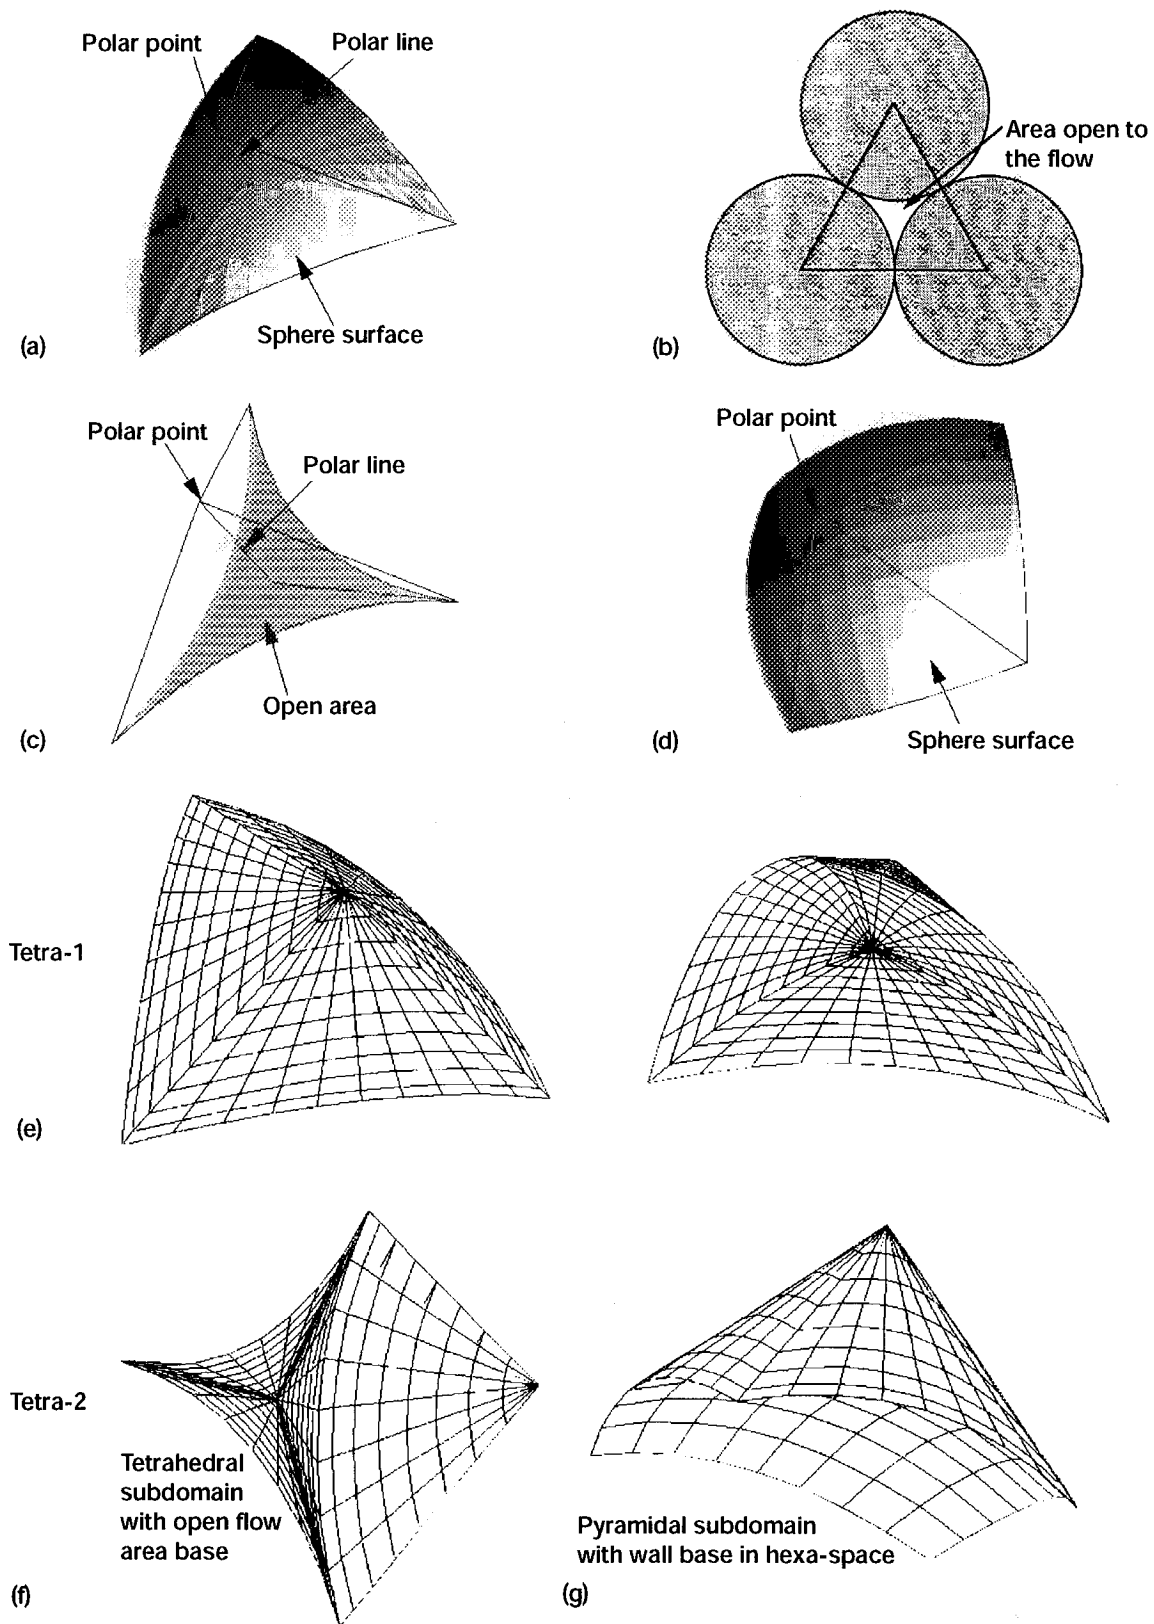 Polar point
Polar line
Sphere surface
(a)
Area open to
the flow
(b)
Polar point
Polar line
Open area
(c)
Polar point
Sphere surface
(d)
Tetra-1
(e)
Tetra-2
Tetrahedral
subdomain
with open flow
area base
(f)
Pyramidal subdomain
with wall base in hexa-space
(g)